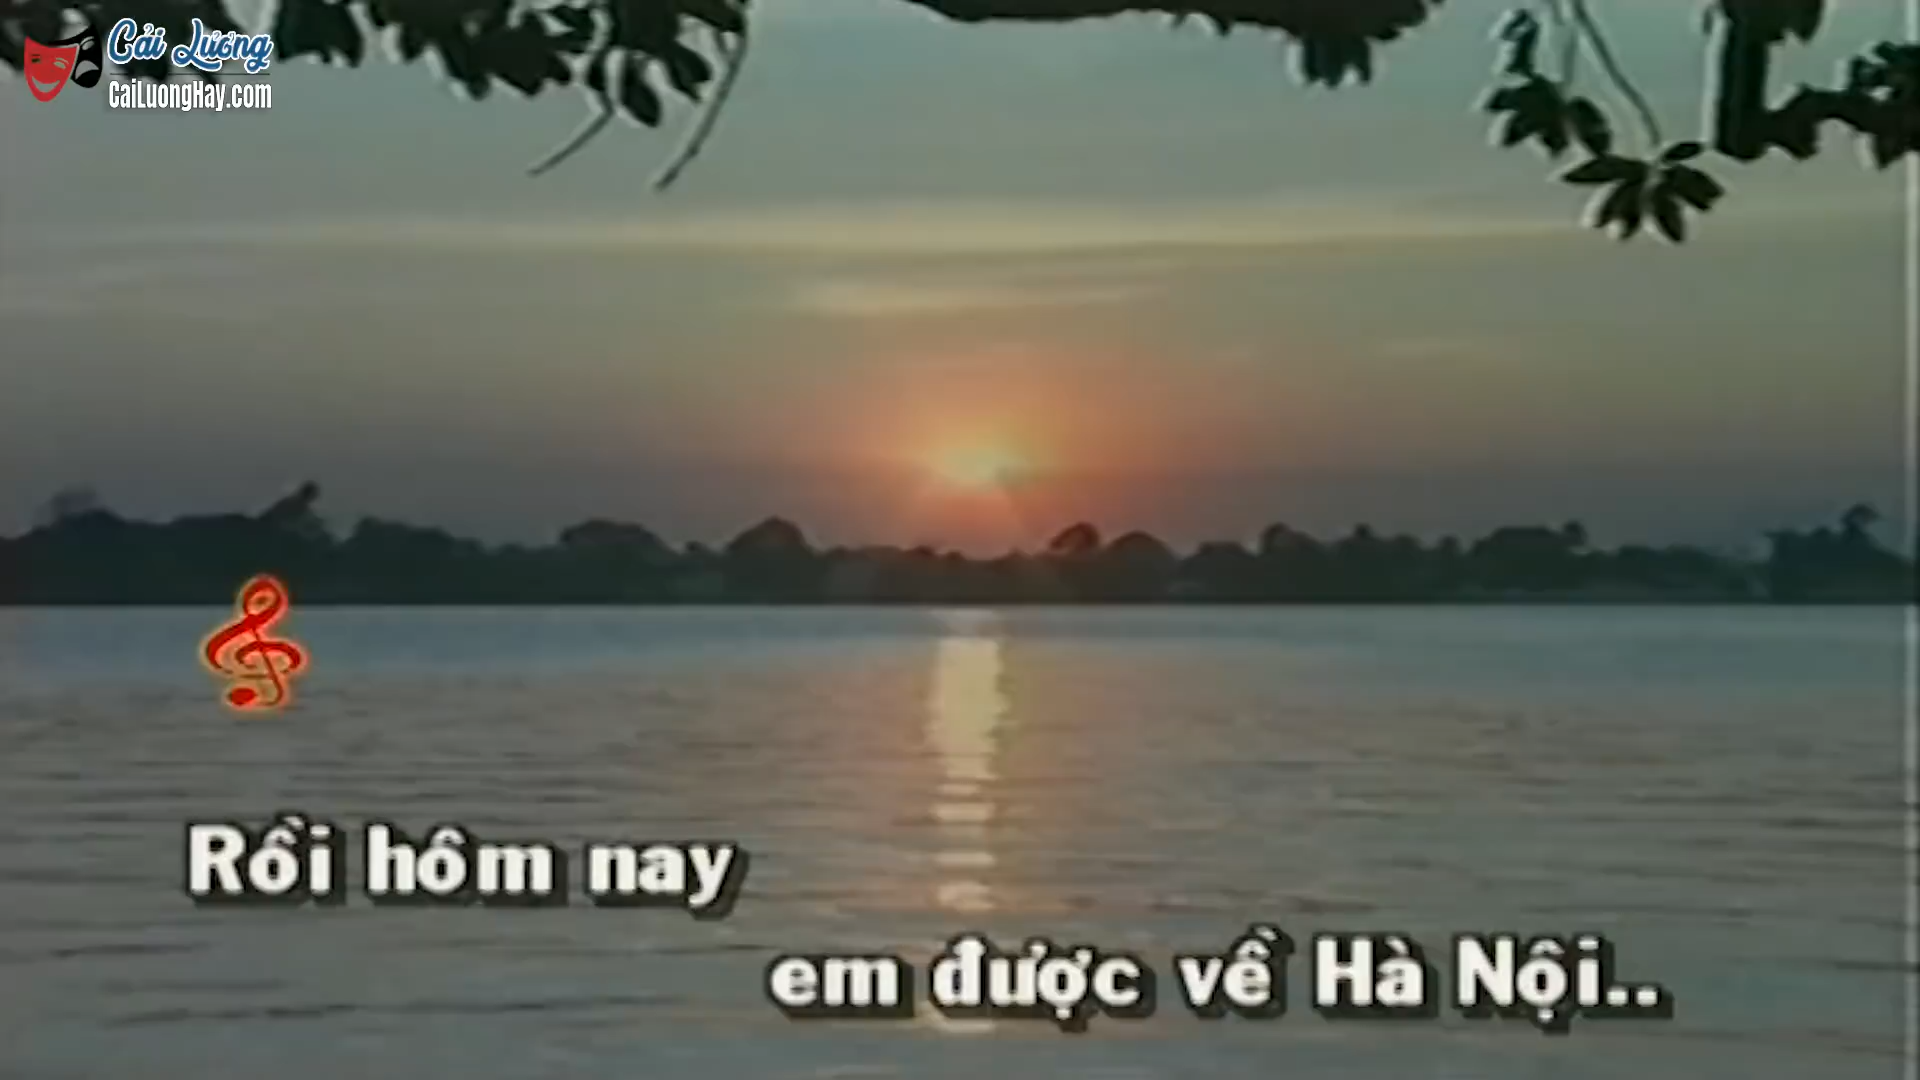 Cải Lương
CaiLuongHay.com
Rồi hôm nay
em được về Hà Nội..